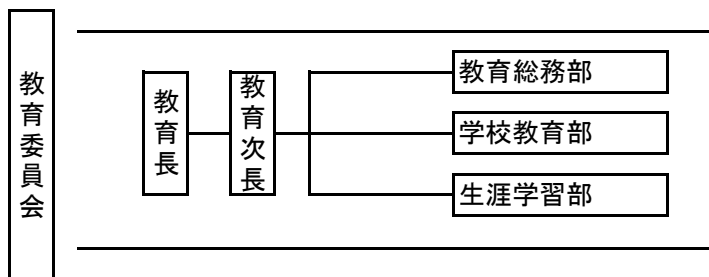 教育委員会
教育長
教育次長
教育総務部
学校教育部
生涯学習部